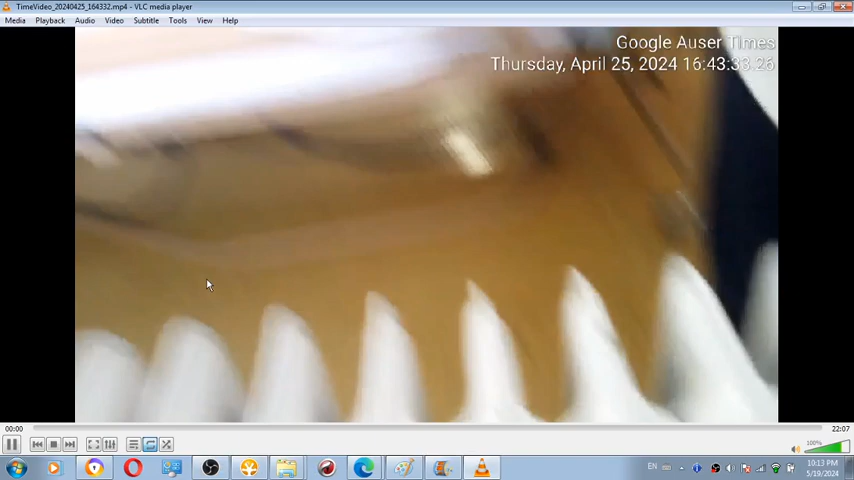 TimeVideo_20240425_164332.mp4 - VLC media player
Media Playback Audio Video Subtitle Tools View Help
Google Auser Times
Thursday, April 25, 2024 16:43:33.26
00:00
22:07
100%
EN
10:13 PM
5/19/2024